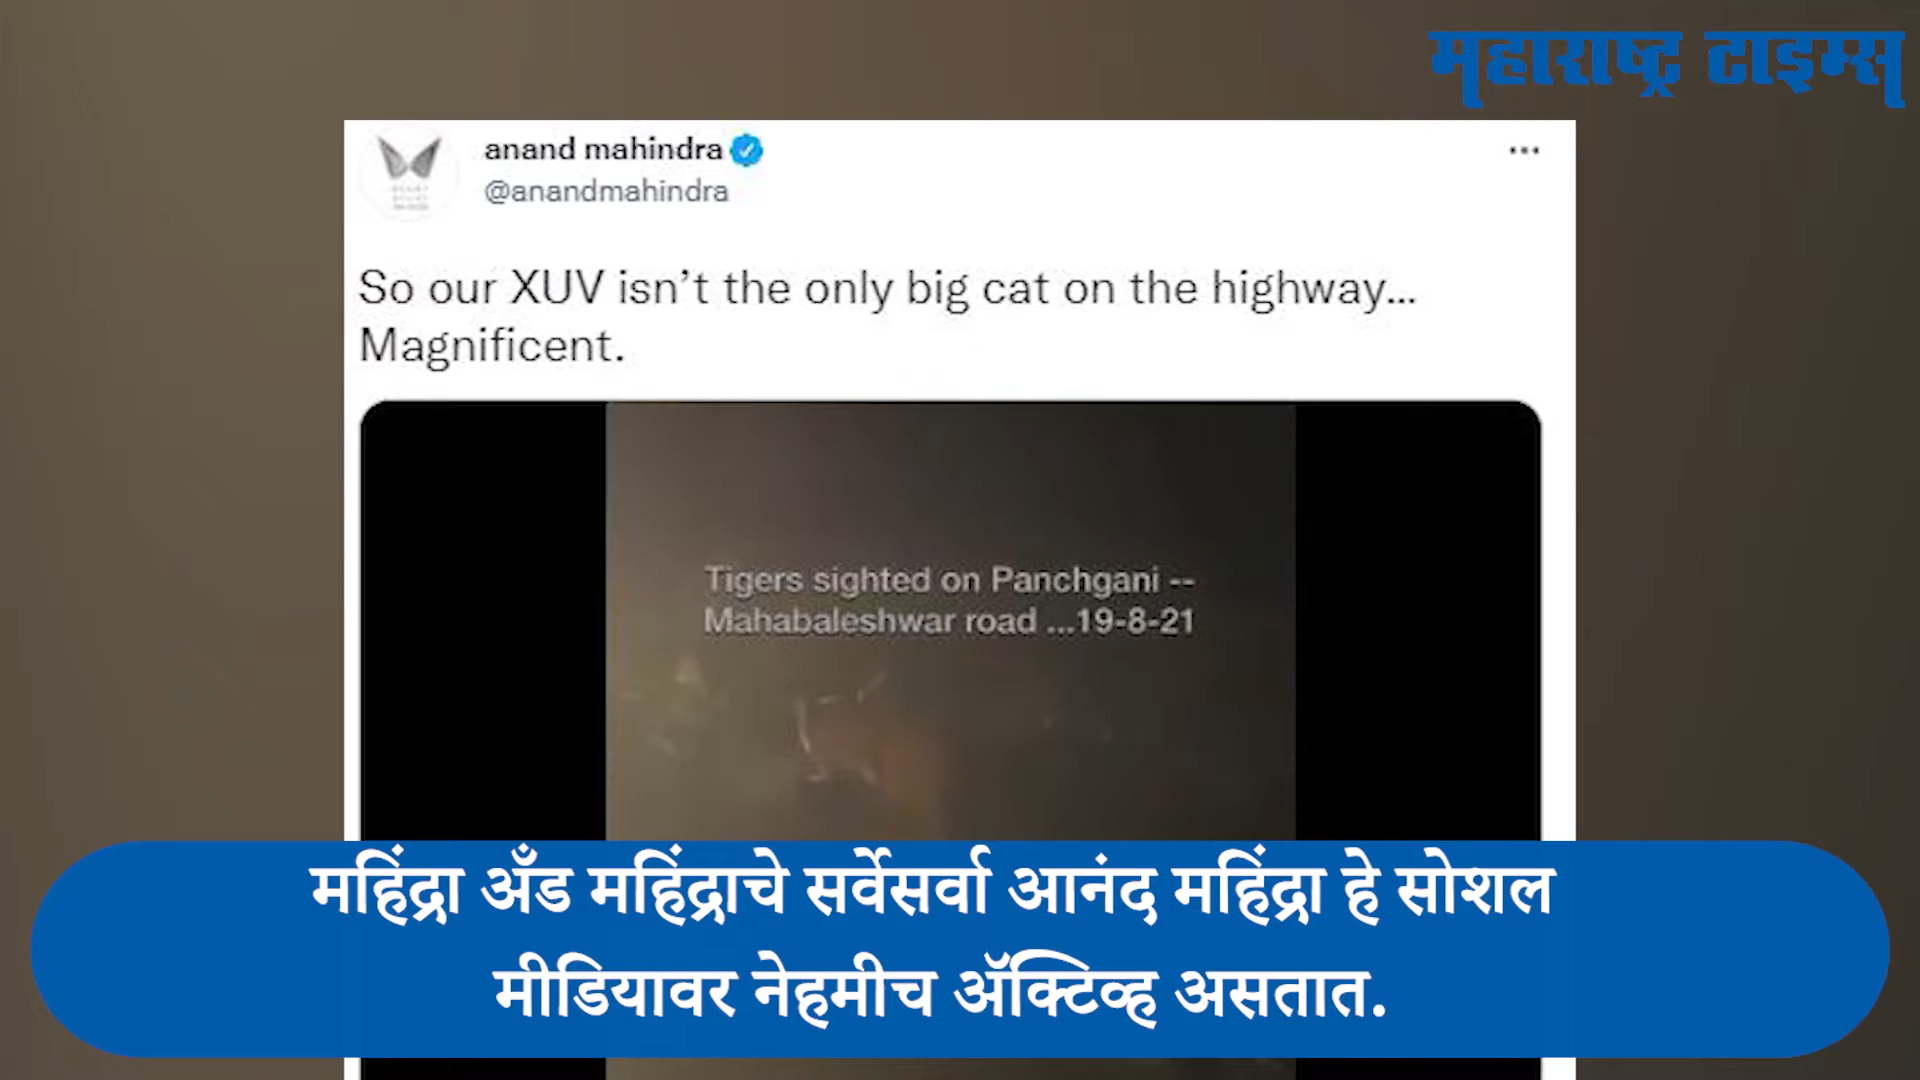 महाराष्ट्र टाइम्स
anand mahindra
@anandmahindra
So our XUV isn’t the only big cat on the highway...
Magnificent.
Tigers sighted on Panchgani --
Mahabaleshwar road ...19-8-21
महिंद्रा अँड महिंद्राचे सर्वेसर्वा आनंद महिंद्रा हे सोशल
मीडियावर नेहमीच ॲक्टिव्ह असतात.